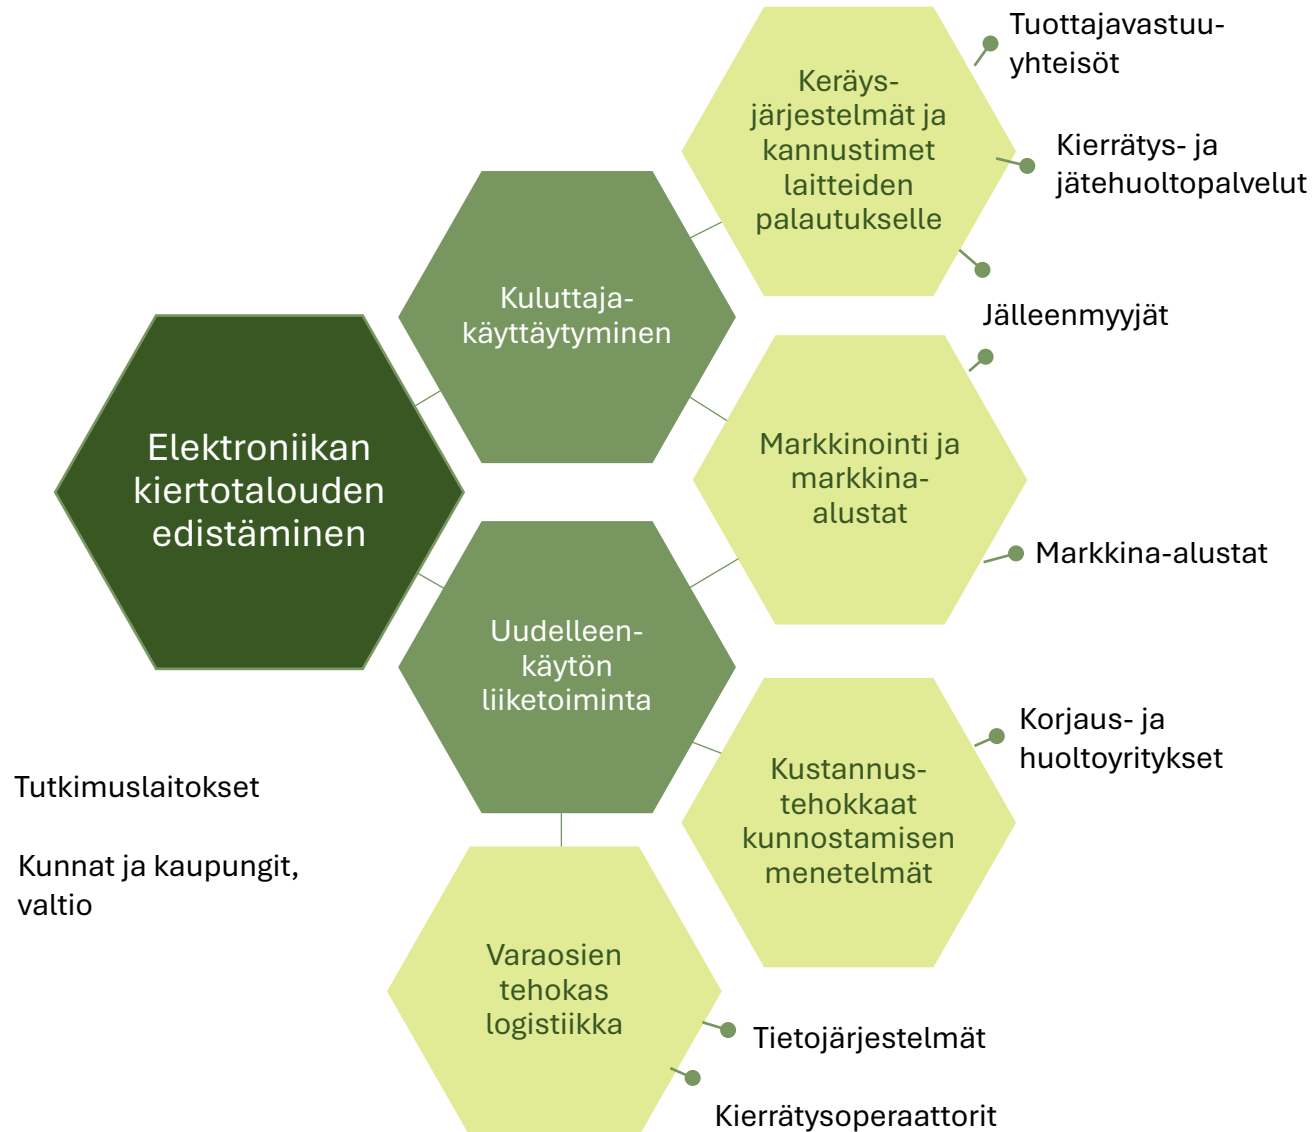 Tuottajavastuu-
yhteisöt
Keräys-
järjestelmät ja
kannustimet
laitteiden
palautukselle
Kierrätys- ja
jätehuoltopalvelut
Kuluttaja-
käyttäytyminen
Jälleenmyyjät
Elektroniikan
kiertotalouden
edistäminen
Markkinointi ja
markkina-
alustat
Markkina-alustat
Uudelleen-
käytön
liiketoiminta
Korjaus- ja
huoltoyritykset
Kustannus-
tehokkaat
kunnostamisen
menetelmät
Tutkimuslaitokset
Kunnat ja kaupungit,
valtio
Varaosien
tehokas
logistiikka
Tietojärjestelmät
Kierrätysoperaattorit